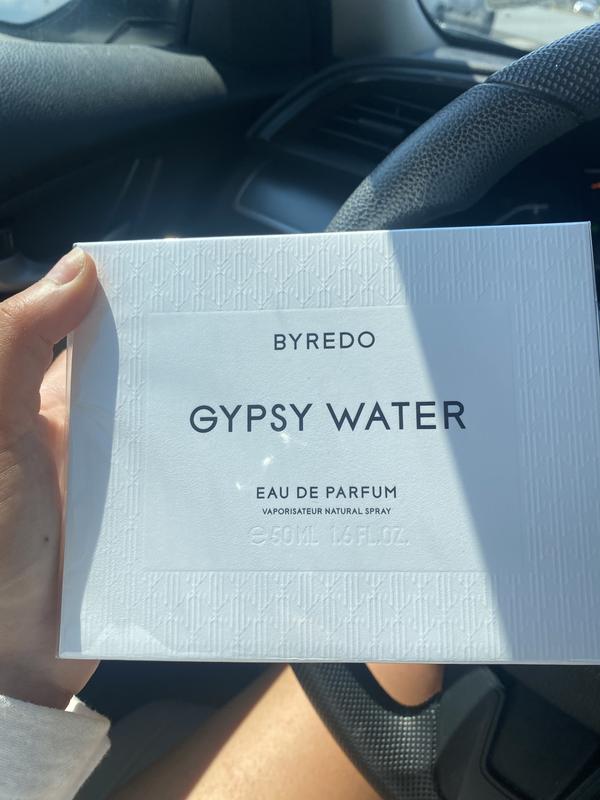 BYREDO
GYPSY WATER
EAU DE PARFUM
VAPORISATEUR NATURAL SPRAY
℮ 50 ML 1.6 FL.OZ.